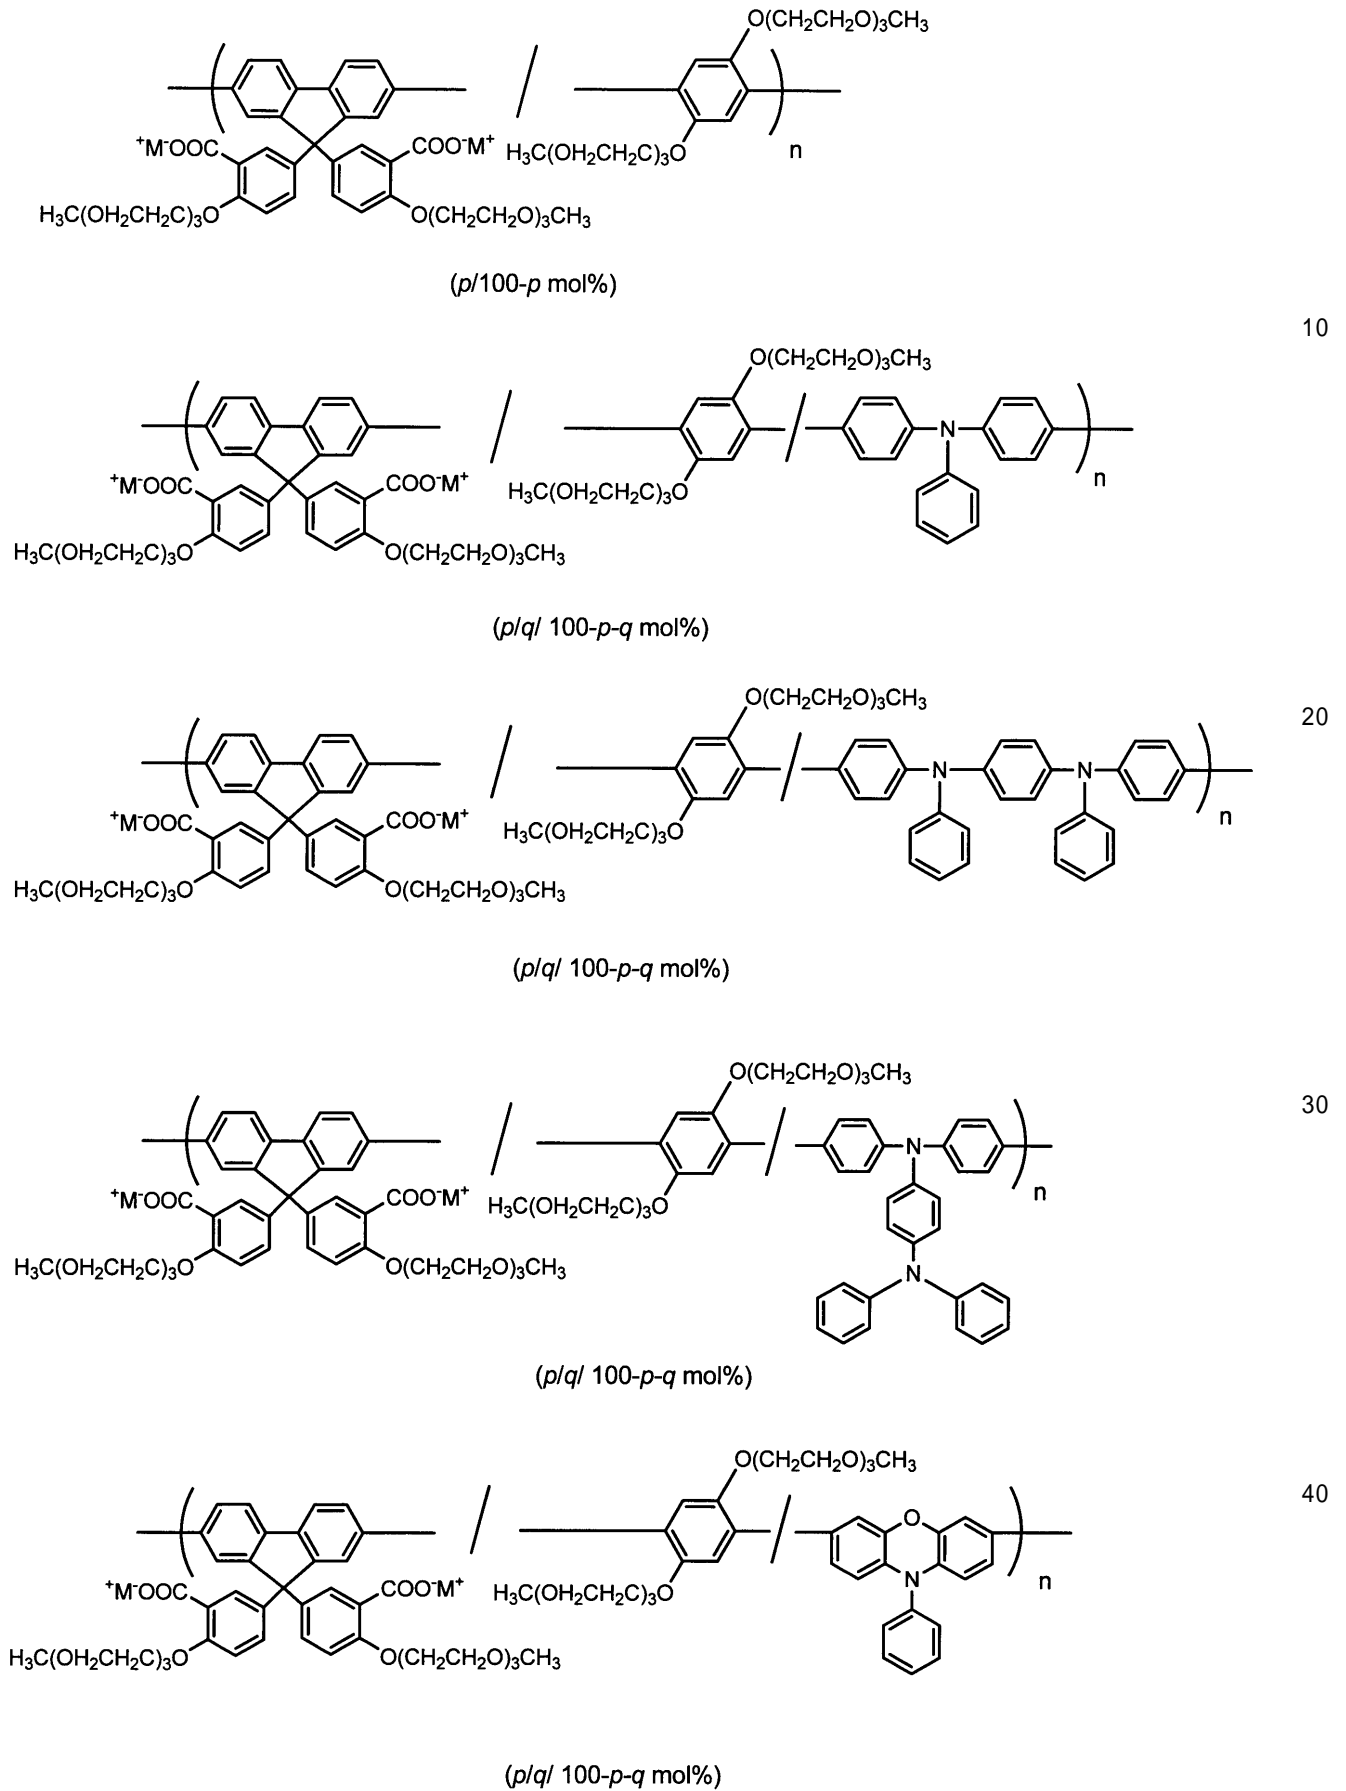 O(CH2CH2O)3CH3
+M-OOC COO-M+ H3C(OH2CH2C)3O n
H3C(OH2CH2C)3O O(CH2CH2O)3CH3
(p/100-p mol%)
10
O(CH2CH2O)3CH3
N
+M-OOC COO-M+ H3C(OH2CH2C)3O n
H3C(OH2CH2C)3O O(CH2CH2O)3CH3
(p/q/ 100-p-q mol%)
O(CH2CH2O)3CH3
20
N N
+M-OOC COO-M+ H3C(OH2CH2C)3O n
H3C(OH2CH2C)3O O(CH2CH2O)3CH3
(p/q/ 100-p-q mol%)
O(CH2CH2O)3CH3
30
N
+M-OOC COO-M+ H3C(OH2CH2C)3O n
H3C(OH2CH2C)3O O(CH2CH2O)3CH3 N
(p/q/ 100-p-q mol%)
O(CH2CH2O)3CH3
40
O
N n
+M-OOC COO-M+ H3C(OH2CH2C)3O
H3C(OH2CH2C)3O O(CH2CH2O)3CH3
(p/q/ 100-p-q mol%)